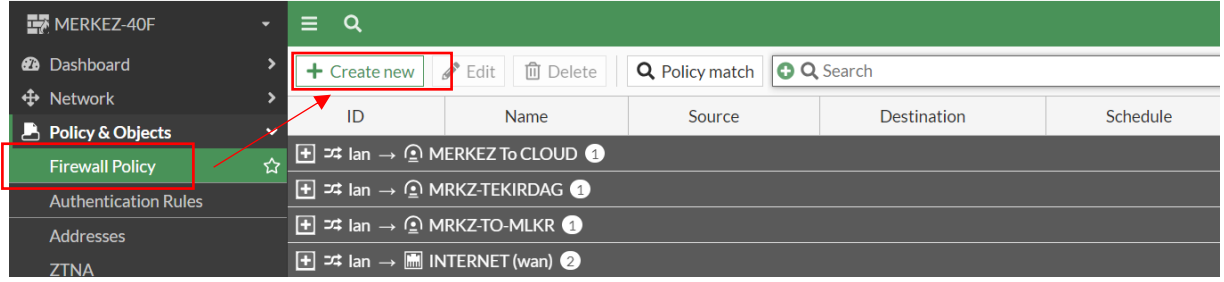 MERKEZ-40F
Dashboard
Network
Policy & Objects
Firewall Policy
Authentication Rules
Addresses
ZTNA
+ Create new Edit Delete Policy match Search
ID Name Source Destination Schedule
lan → MERKEZ To CLOUD 1
lan → MRKZ-TEKIRDAG 1
lan → MRKZ-TO-MLKR 1
lan → INTERNET (wan) 2